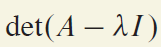 det(A − λI)